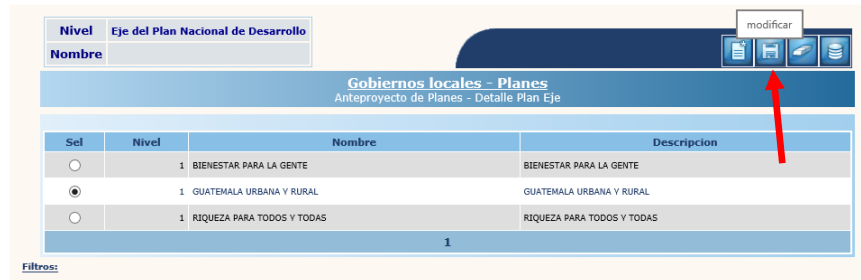 modificar
Nivel Eje del Plan Nacional de Desarrollo
Nombre
Gobiernos locales - Planes
Anteproyecto de Planes - Detalle Plan Eje
Sel Nivel Nombre Descripcion
1 BIENESTAR PARA LA GENTE BIENESTAR PARA LA GENTE
1 GUATEMALA URBANA Y RURAL GUATEMALA URBANA Y RURAL
1 RIQUEZA PARA TODOS Y TODAS RIQUEZA PARA TODOS Y TODAS
1
Filtros: